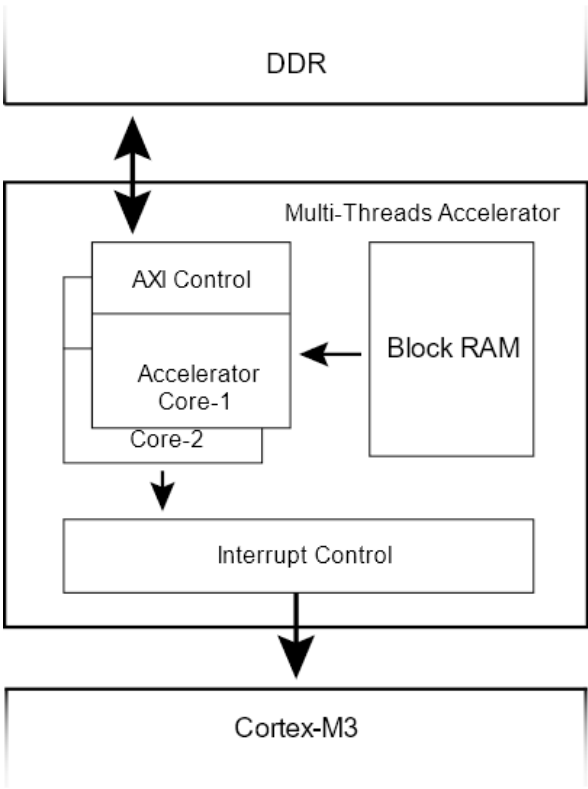 DDR
Multi-Threads Accelerator
AXI Control
Block RAM
Accelerator
Core-1
Core-2
Interrupt Control
Cortex-M3